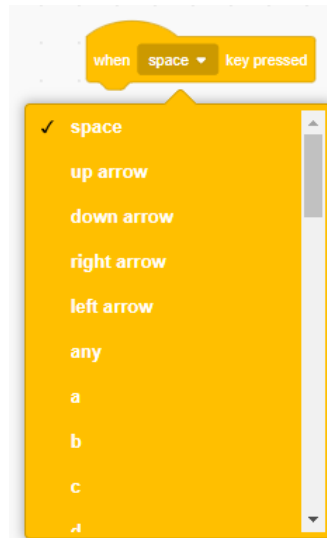 when space key pressed
space
up arrow
down arrow
right arrow
left arrow
any
a
b
c
d